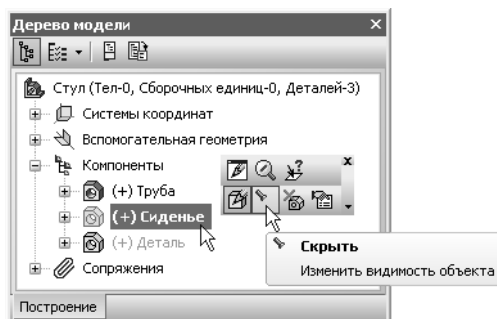 Дерево модели
Стул (Тел-0, Сборочных единиц-0, Деталей-3)
Системы координат
Вспомогательная геометрия
Компоненты
(+) Труба
(+) Сиденье
(+) Деталь
Скрыть
Изменить видимость объекта
Сопряжения
Построение